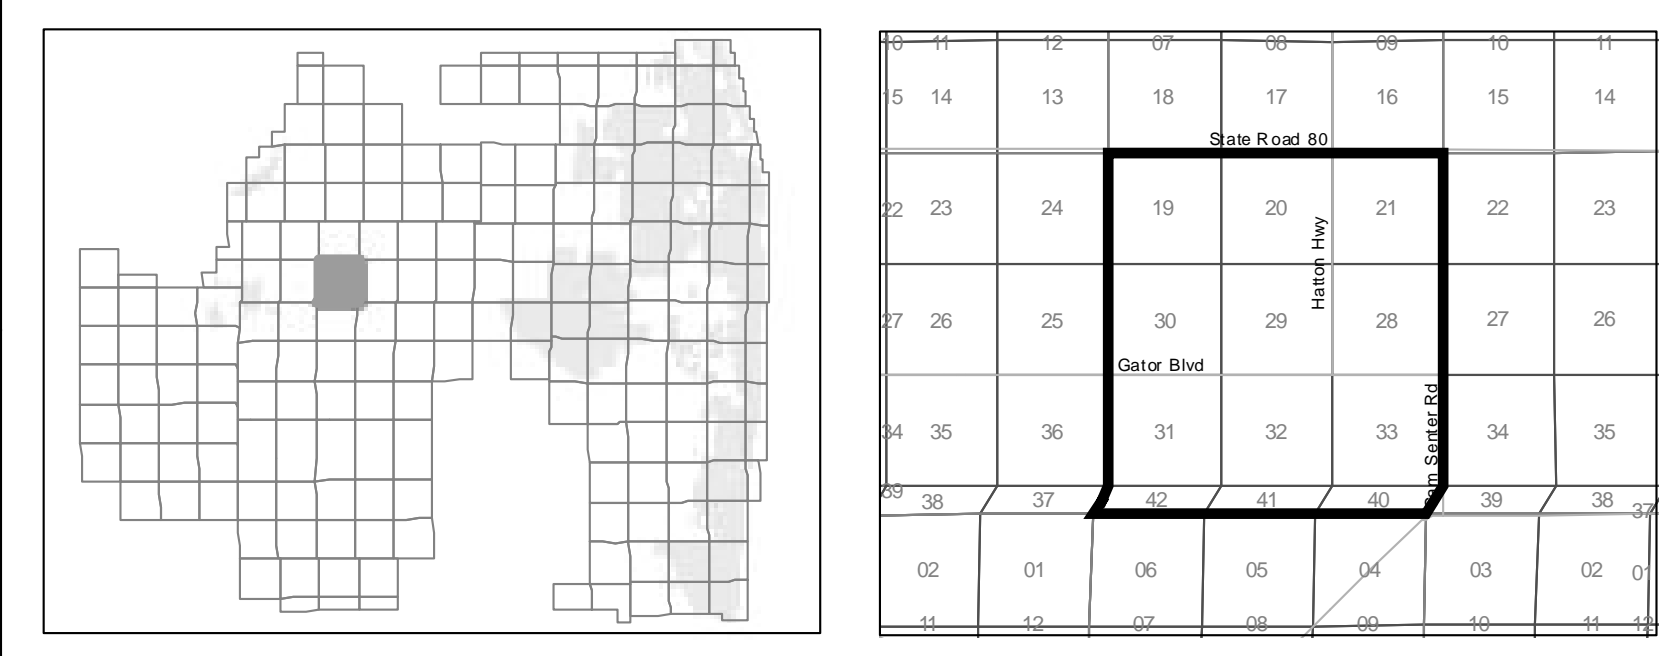 10 11 12 07 08 09 10 11
15 14 13 18 17 16 15 14
State Road 80
22 23 24 19 20 21 22 23
Hatton Hwy
27 26 25 30 29 28 27 26
Gator Blvd
34 35 36 31 32 33 34 35
Sam Senter Rd
39 38 37 42 41 40 39 38 37
02 01 06 05 04 03 02 01
11 12 07 08 09 10 11 12